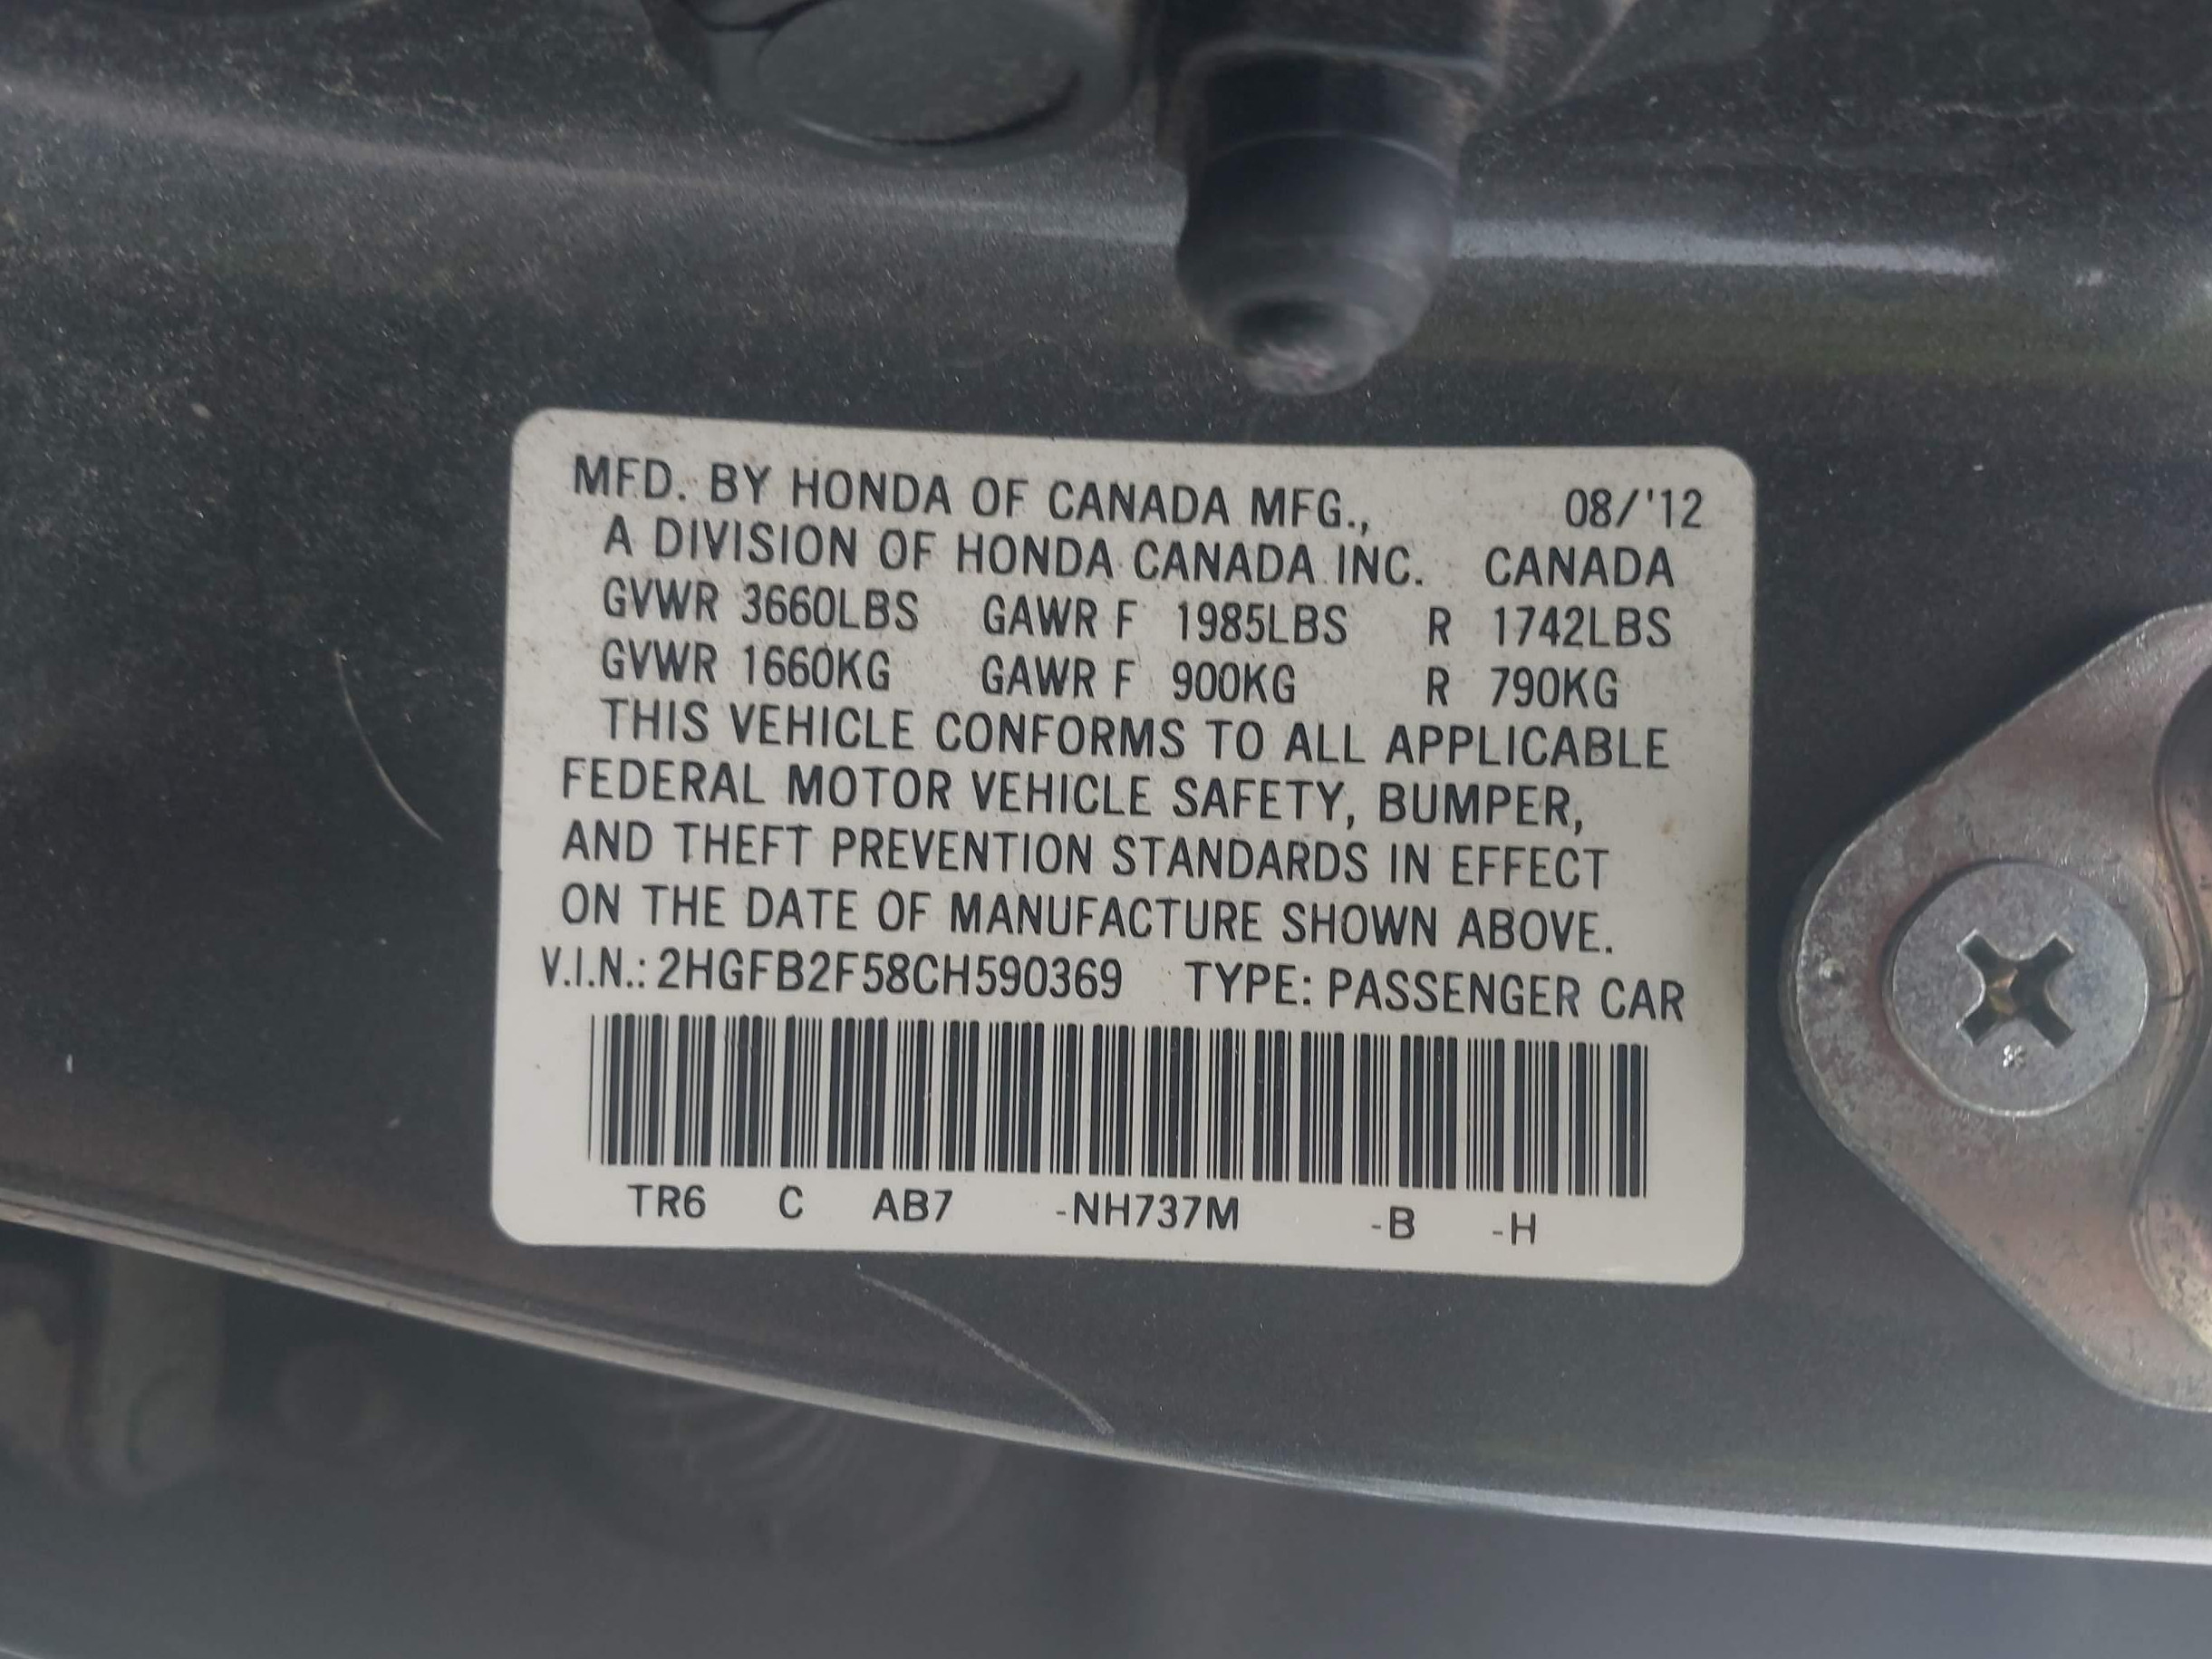 MFD. BY HONDA OF CANADA MFG., 08/'12
A DIVISION OF HONDA CANADA INC. CANADA
GVWR 3660LBS GAWR F 1985LBS R 1742LBS
GVWR 1660KG GAWR F 900KG R 790KG
THIS VEHICLE CONFORMS TO ALL APPLICABLE
FEDERAL MOTOR VEHICLE SAFETY, BUMPER,
AND THEFT PREVENTION STANDARDS IN EFFECT
ON THE DATE OF MANUFACTURE SHOWN ABOVE.
V.I.N.: 2HGFB2F58CH590369 TYPE: PASSENGER CAR
TR6 C AB7 -NH737M -B -H